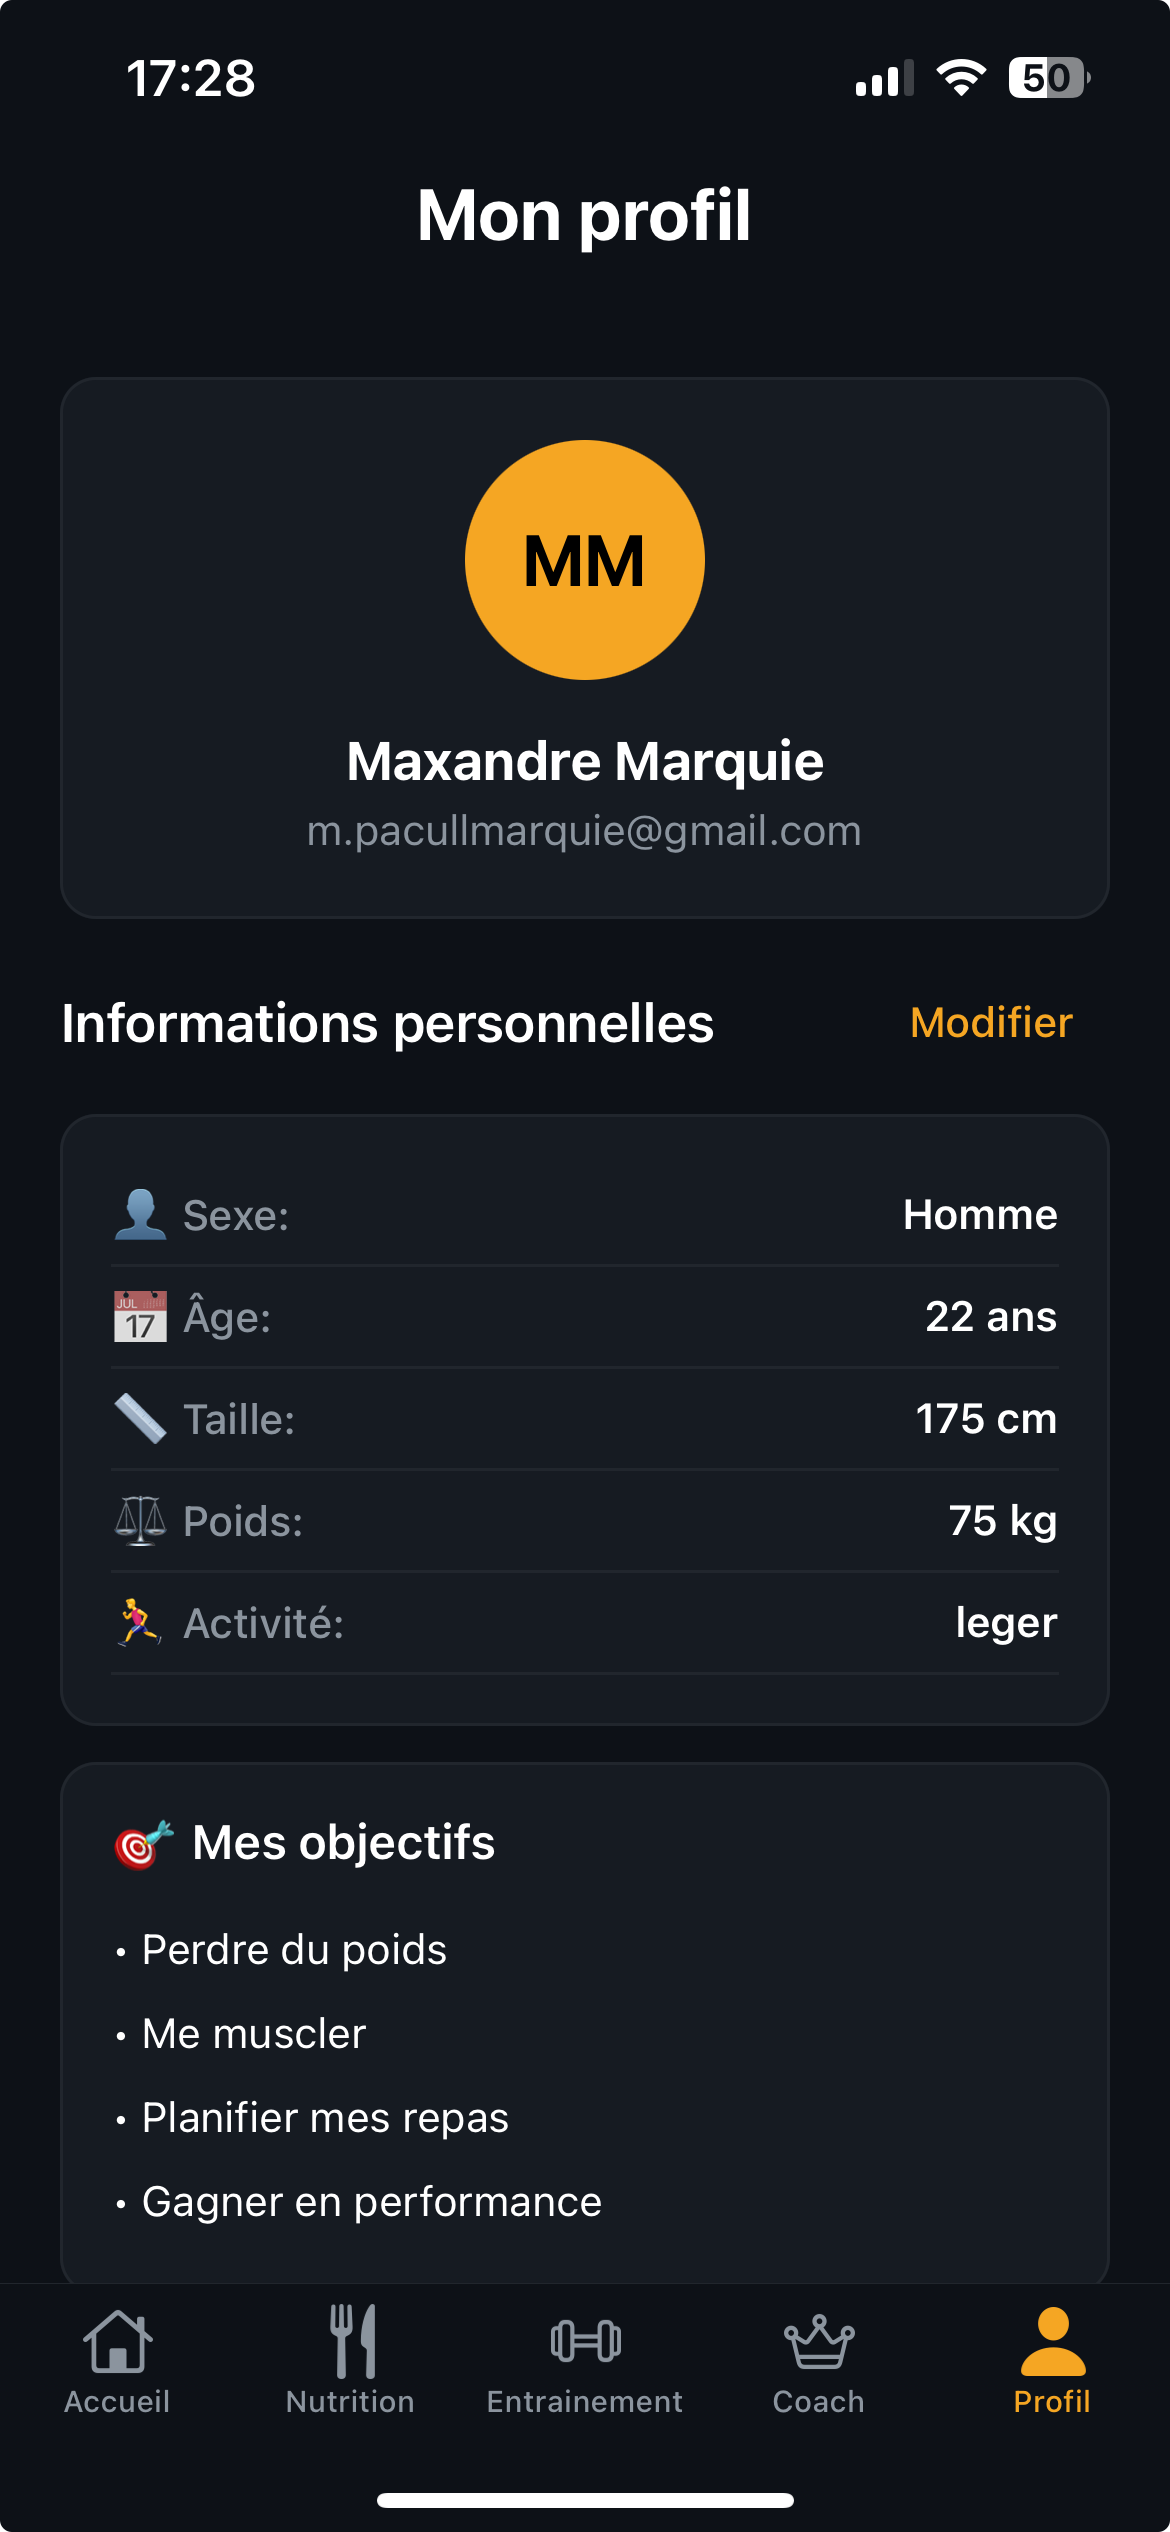 17:28
50
Mon profil
MM
Maxandre Marquie
m.pacullmarquie@gmail.com
Informations personnelles
Modifier
Sexe:
Homme
JUL
17
Âge:
22 ans
Taille:
175 cm
Poids:
75 kg
Activité:
leger
Mes objectifs
• Perdre du poids
• Me muscler
• Planifier mes repas
• Gagner en performance
Accueil
Nutrition
Entrainement
Coach
Profil